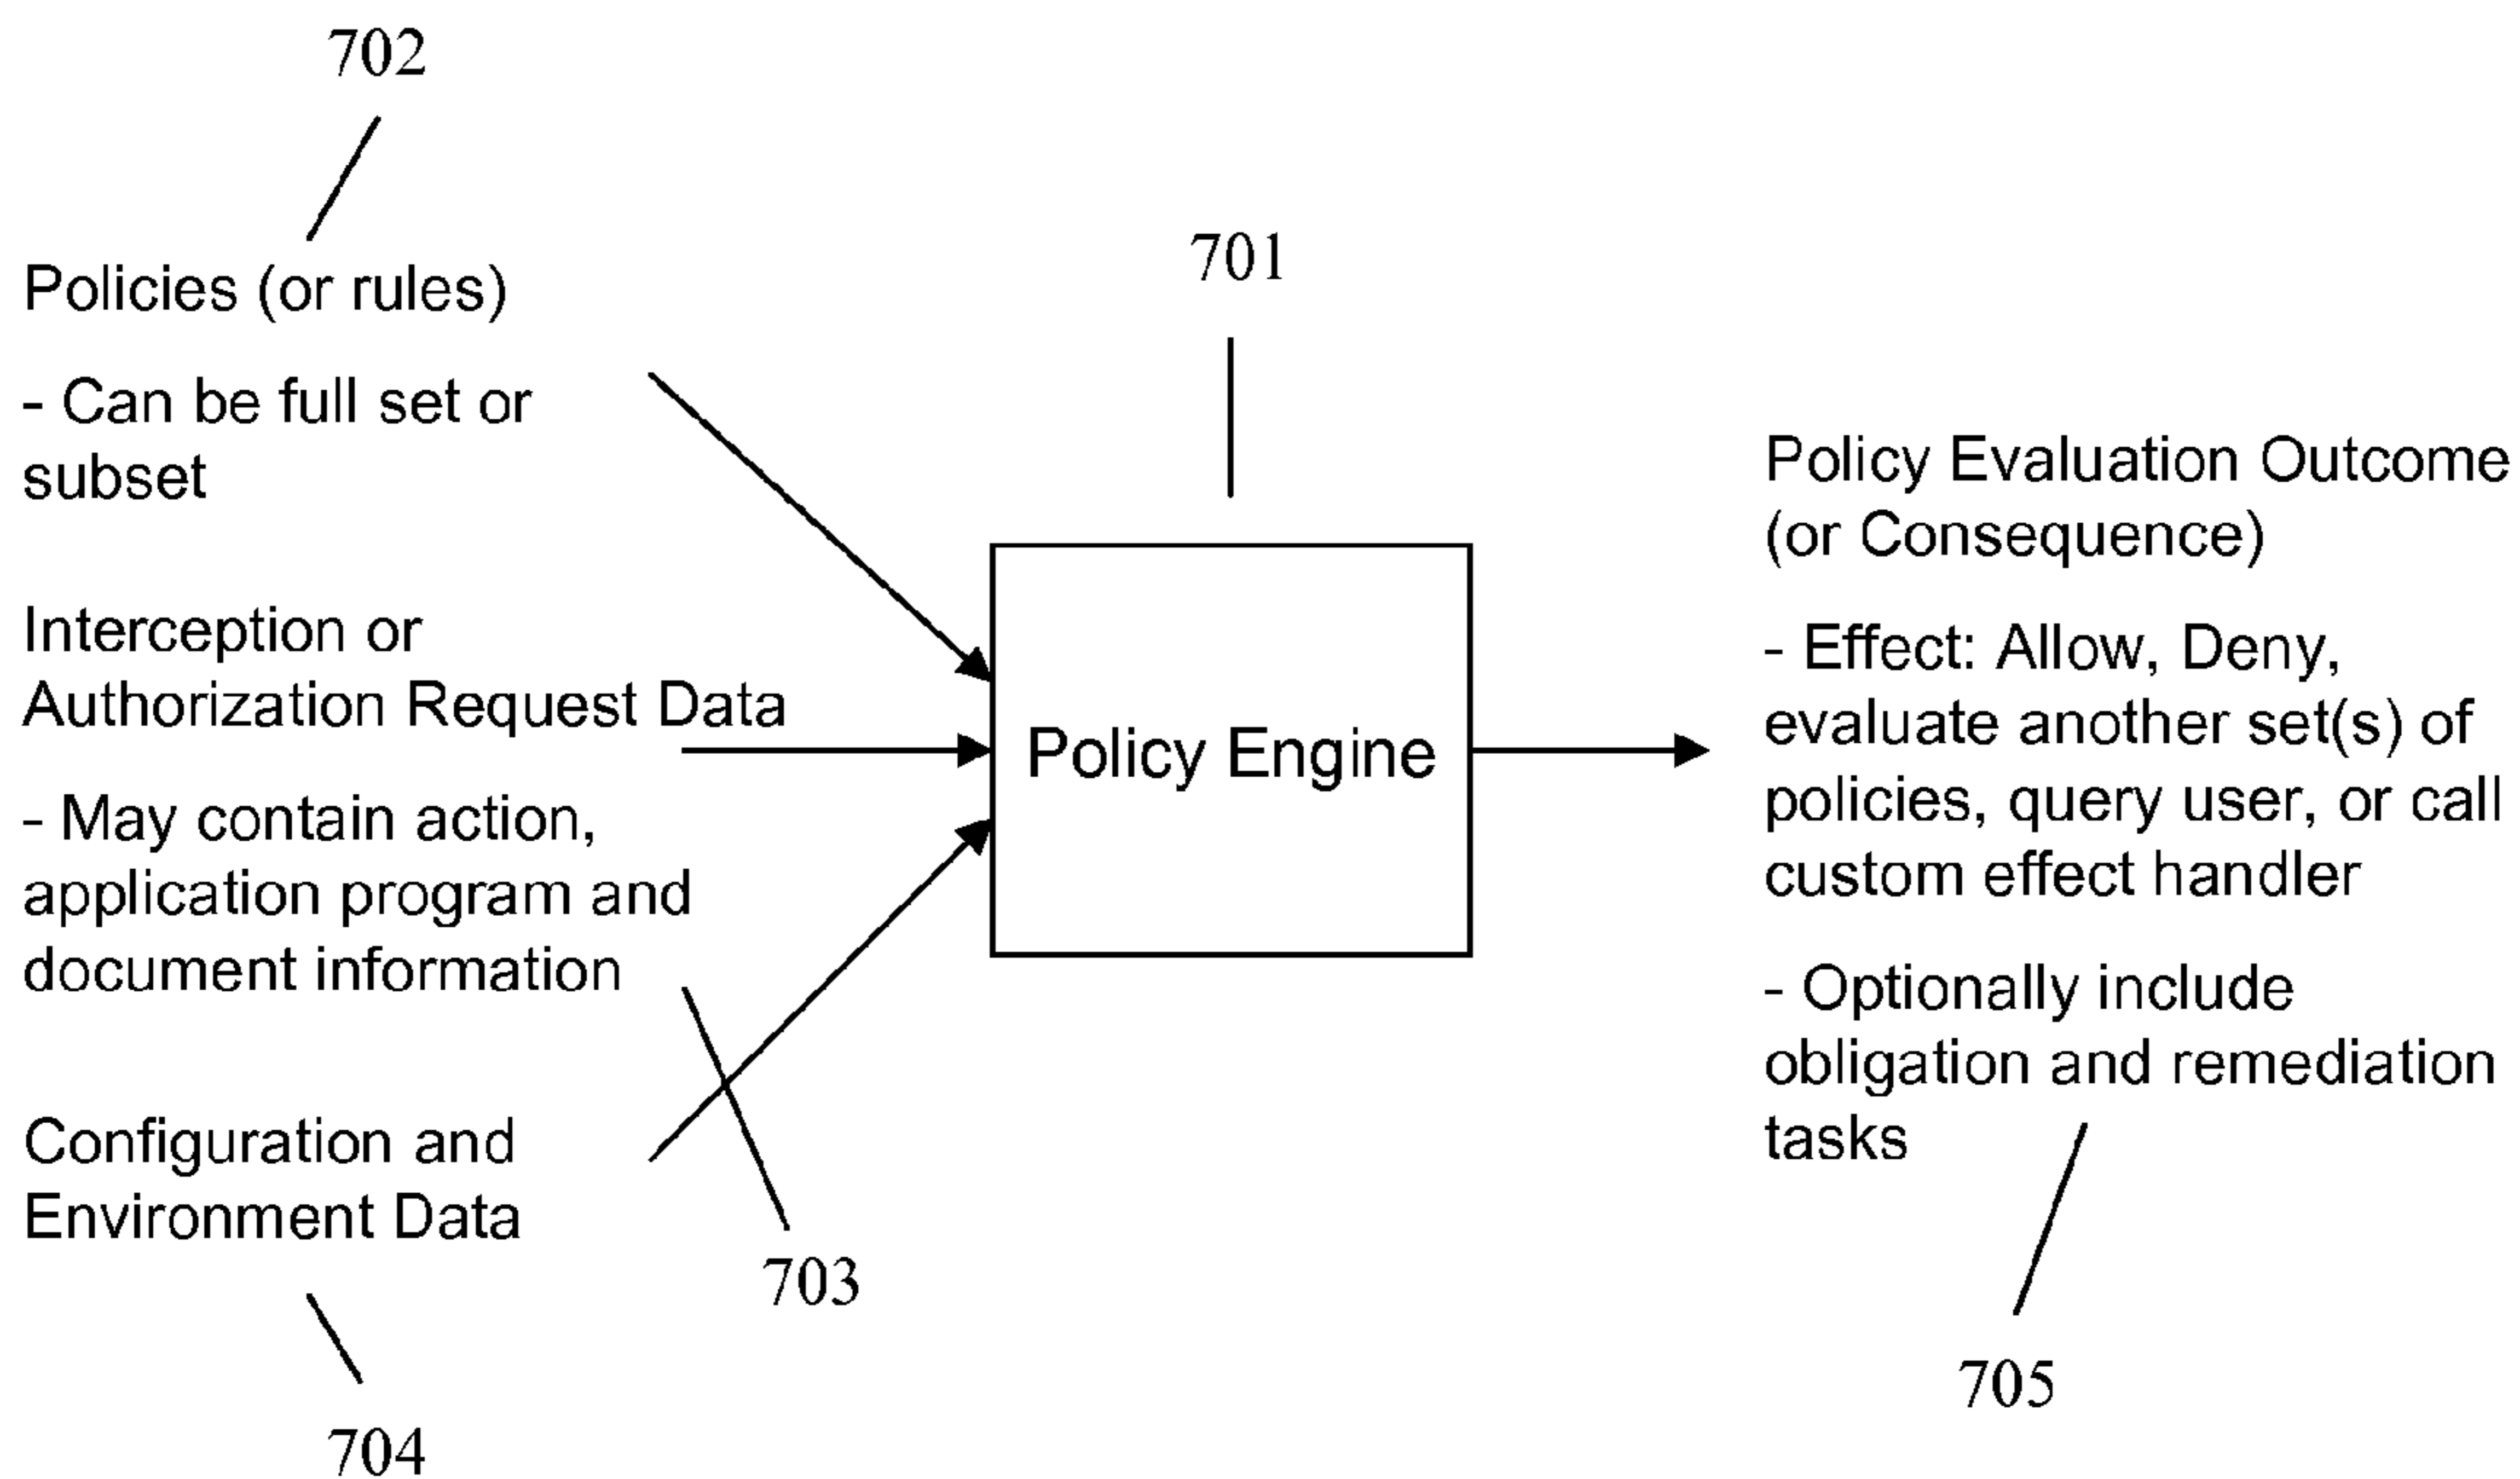 702
Policies (or rules)
- Can be full set or
subset
Interception or
Authorization Request Data
- May contain action,
application program and
document information
Configuration and
Environment Data
703
704
701
Policy Engine
Policy Evaluation Outcome
(or Consequence)
- Effect: Allow, Deny,
evaluate another set(s) of
policies, query user, or call
custom effect handler
- Optionally include
obligation and remediation
tasks
705